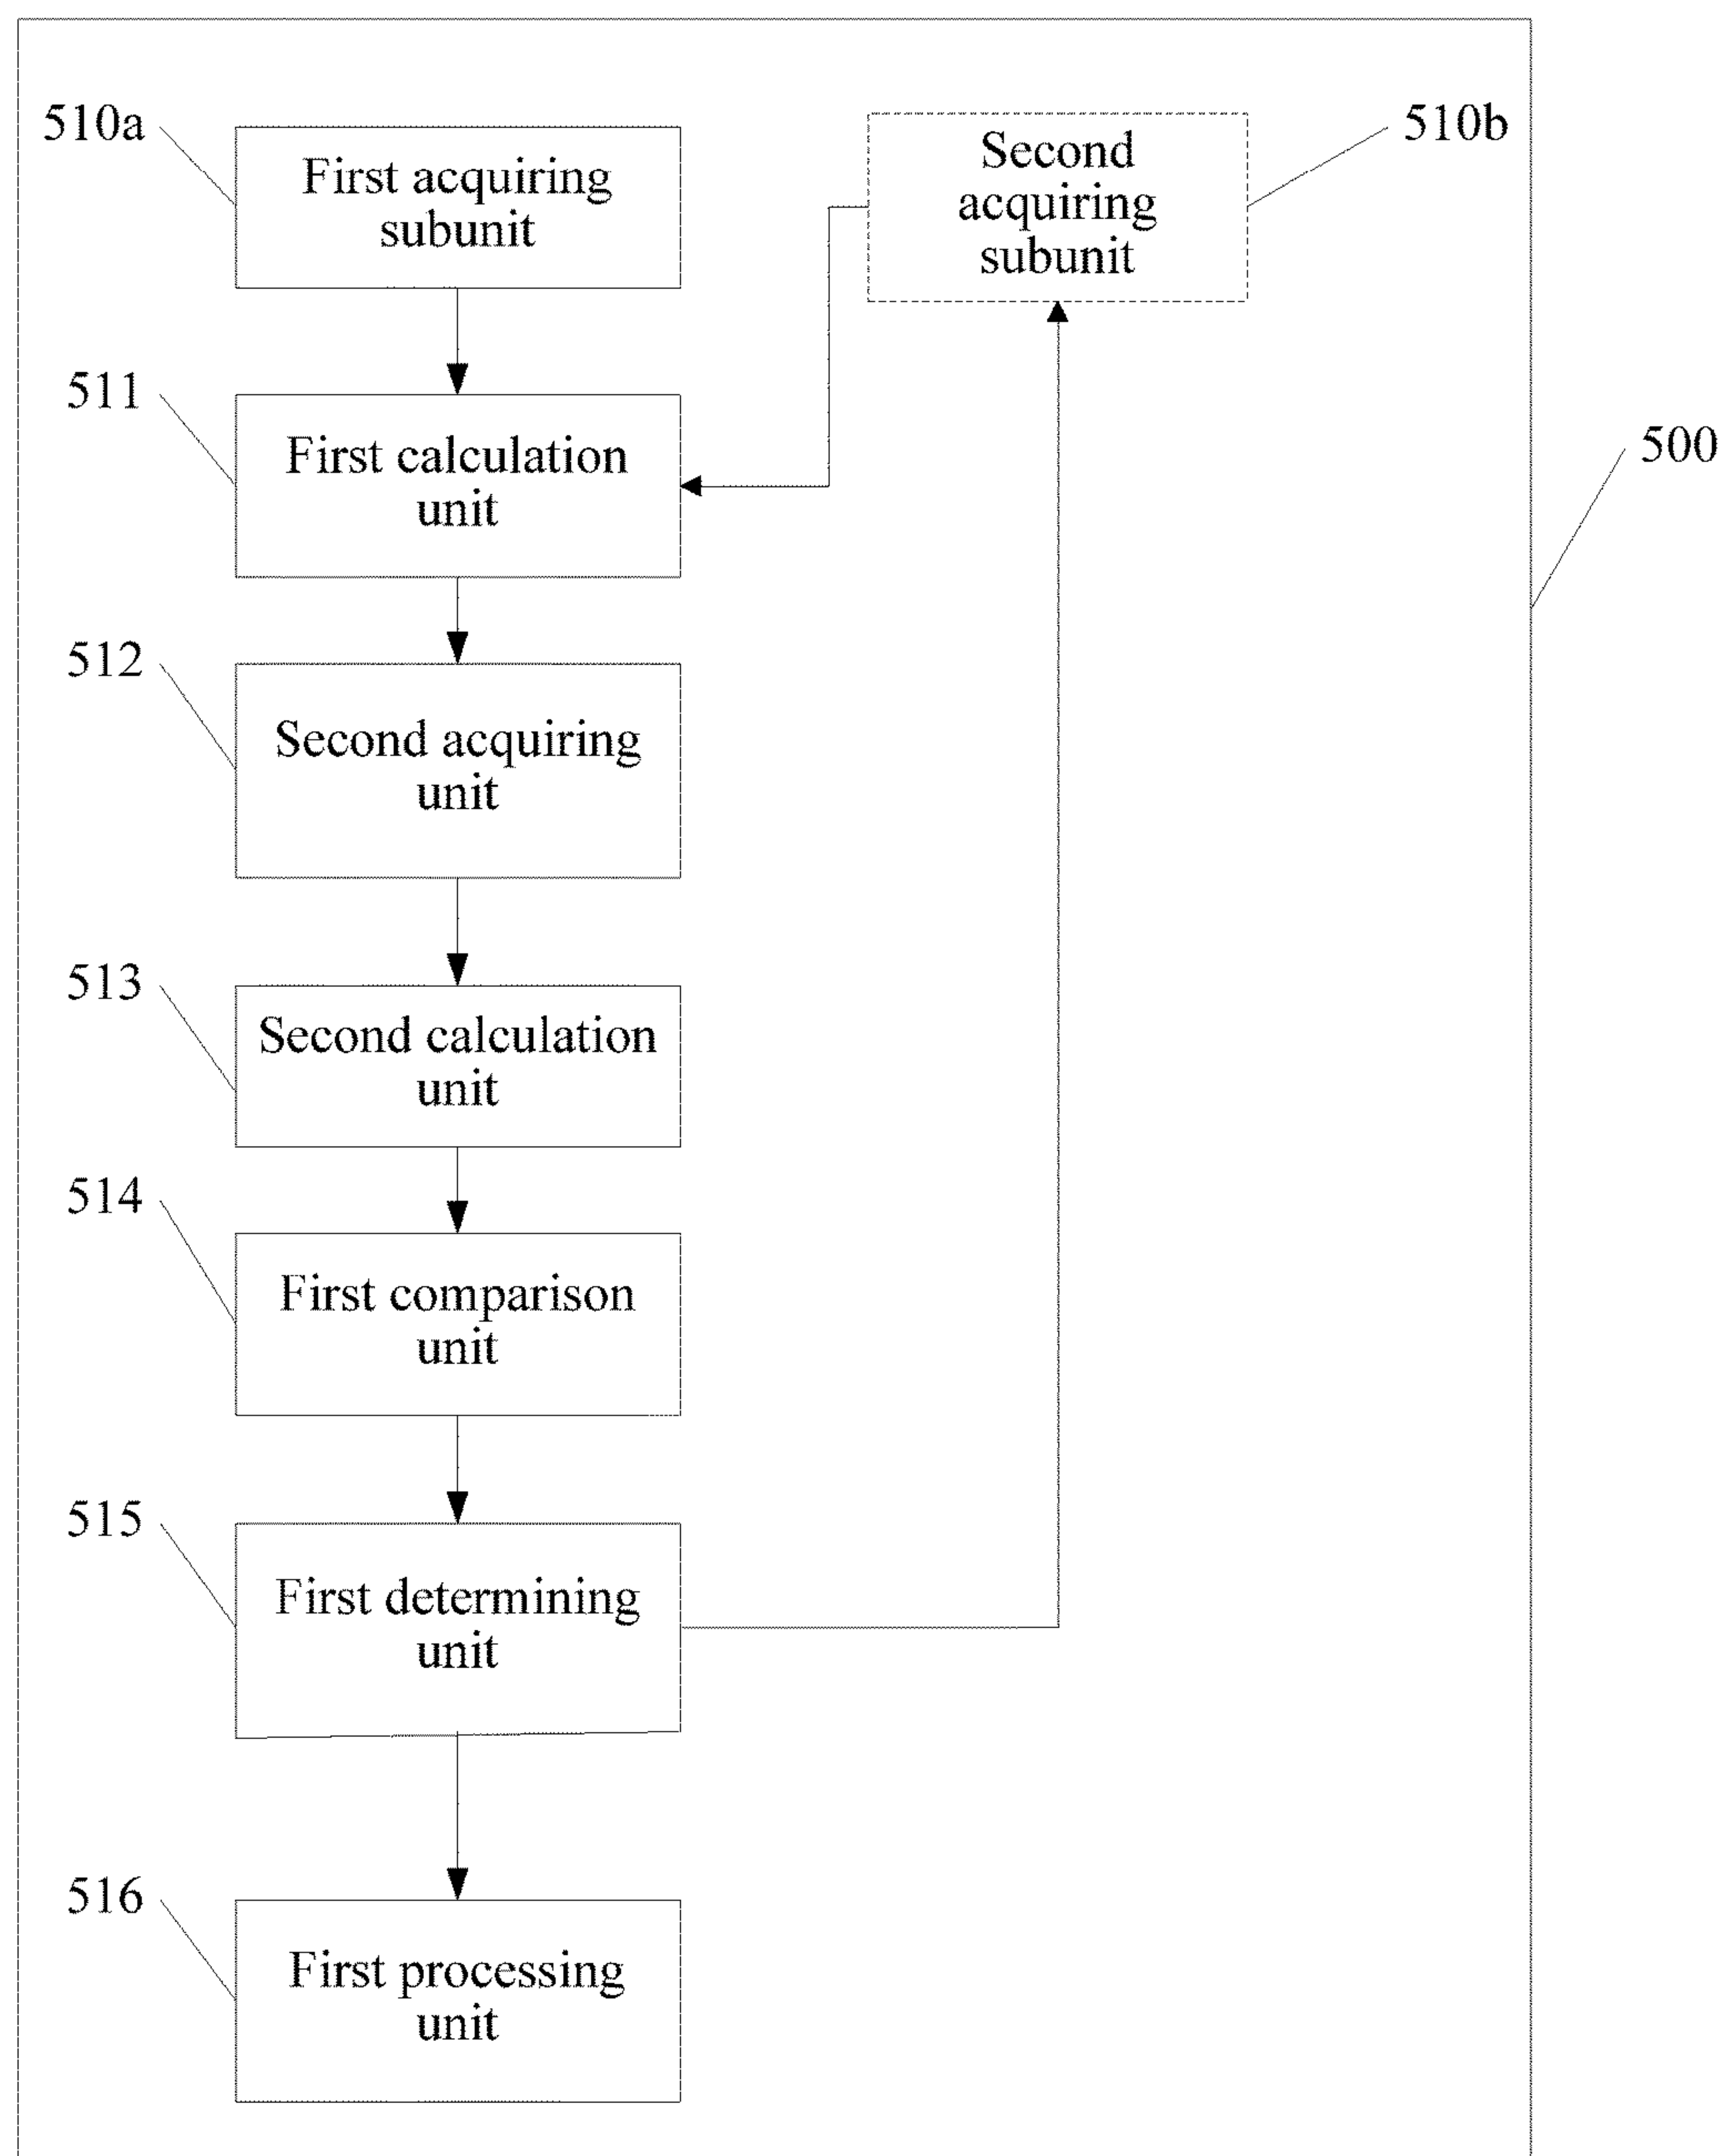 510a
First acquiring
subunit
Second
acquiring
subunit
510b
511
First calculation
unit
500
512
Second acquiring
unit
513
Second calculation
unit
514
First comparison
unit
515
First determining
unit
516
First processing
unit